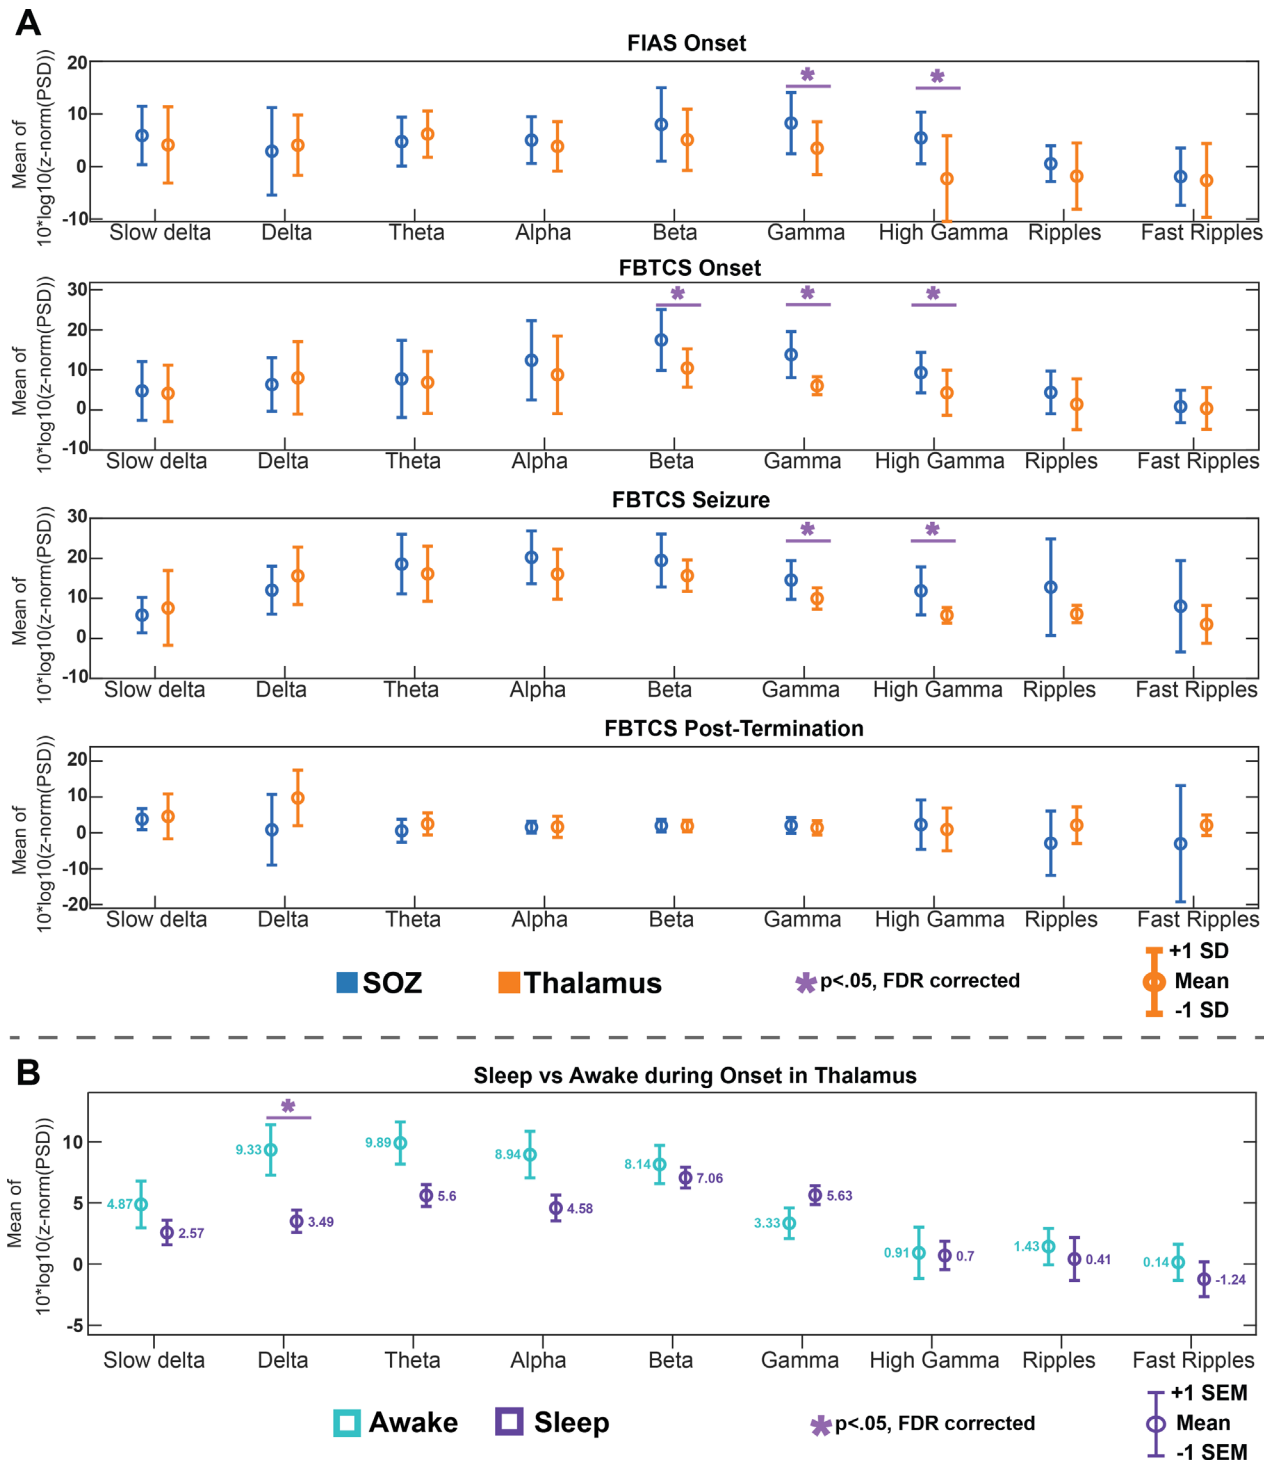 A
FIAS Onset
Mean of
10*log10(z-norm(PSD))
20
10
0
-10
*
*
Slow delta Delta Theta Alpha Beta Gamma High Gamma Ripples Fast Ripples
FBTCS Onset
Mean of
10*log10(z-norm(PSD))
30
20
10
0
-10
*
*
*
Slow delta Delta Theta Alpha Beta Gamma High Gamma Ripples Fast Ripples
FBTCS Seizure
Mean of
10*log10(z-norm(PSD))
30
20
10
0
-10
*
*
Slow delta Delta Theta Alpha Beta Gamma High Gamma Ripples Fast Ripples
FBTCS Post-Termination
Mean of
10*log10(z-norm(PSD))
20
10
0
-10
-20
Slow delta Delta Theta Alpha Beta Gamma High Gamma Ripples Fast Ripples
SOZ Thalamus * p<.05, FDR corrected
+1 SD
Mean
-1 SD
B
Sleep vs Awake during Onset in Thalamus
Mean of
10*log10(z-norm(PSD))
10
5
0
-5
*
4.87 2.57
9.33 3.49
9.89 5.6
8.94 4.58
8.14 7.06
3.33 5.63
0.91 0.7
1.43 0.41
0.14 -1.24
Slow delta Delta Theta Alpha Beta Gamma High Gamma Ripples Fast Ripples
Awake Sleep * p<.05, FDR corrected
+1 SEM
Mean
-1 SEM